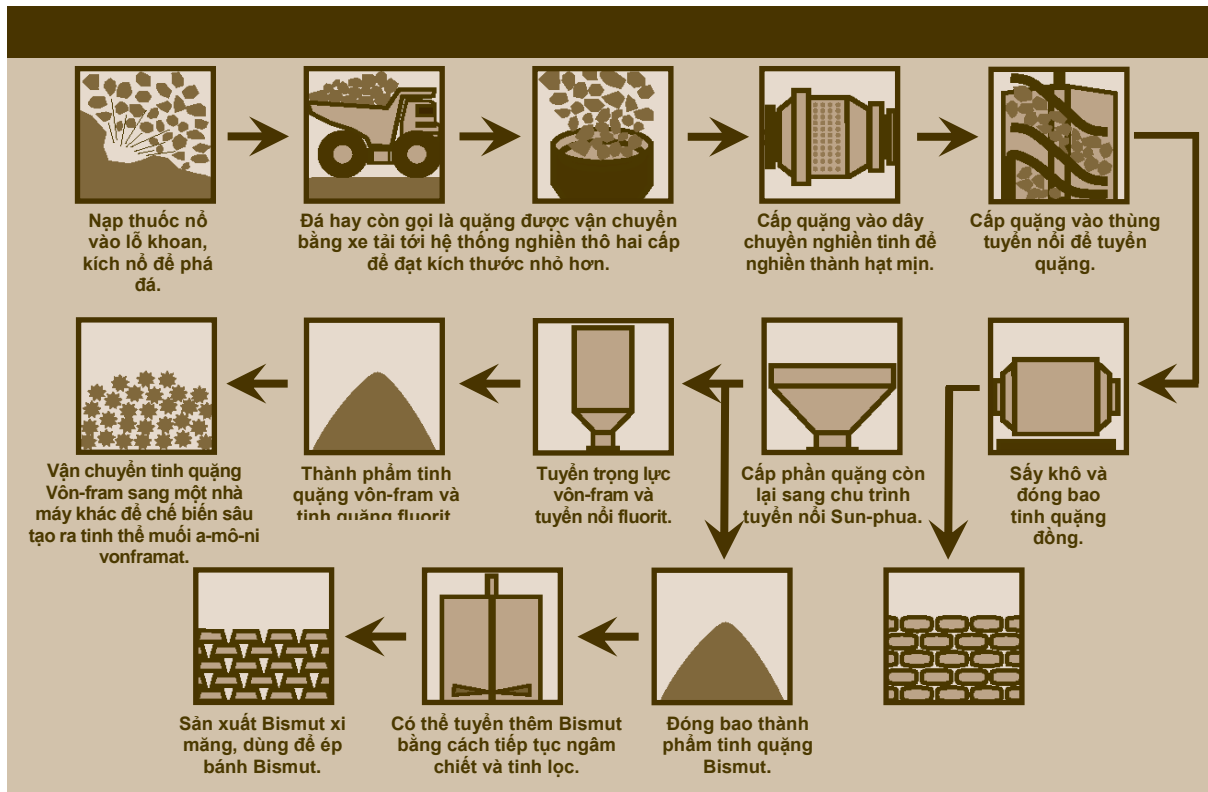 Nạp thuốc nổ
vào lỗ khoan,
kích nổ để phá
đá.
Đá hay còn gọi là quặng được vận chuyển
bằng xe tải tới hệ thống nghiền thô hai cấp
để đạt kích thước nhỏ hơn.
Cấp quặng vào dây
chuyền nghiền tinh để
nghiền thành hạt mịn.
Cấp quặng vào thùng
tuyển nổi để tuyển
quặng.
Vận chuyển tinh quặng
Vôn-fram sang một nhà
máy khác để chế biến sâu
tạo ra tinh thể muối a-mô-ni
vonframat.
Thành phẩm tinh
quặng vôn-fram và
tinh quặng fluorit.
Tuyển trọng lực
vôn-fram và
tuyển nổi fluorit.
Cấp phần quặng còn
lại sang chu trình
tuyển nổi Sun-phua.
Sấy khô và
đóng bao
tinh quặng
đồng.
Sản xuất Bismut xi
măng, dùng để ép
bánh Bismut.
Có thể tuyển thêm Bismut
bằng cách tiếp tục ngâm
chiết và tinh lọc.
Đóng bao thành
phẩm tinh quặng
Bismut.